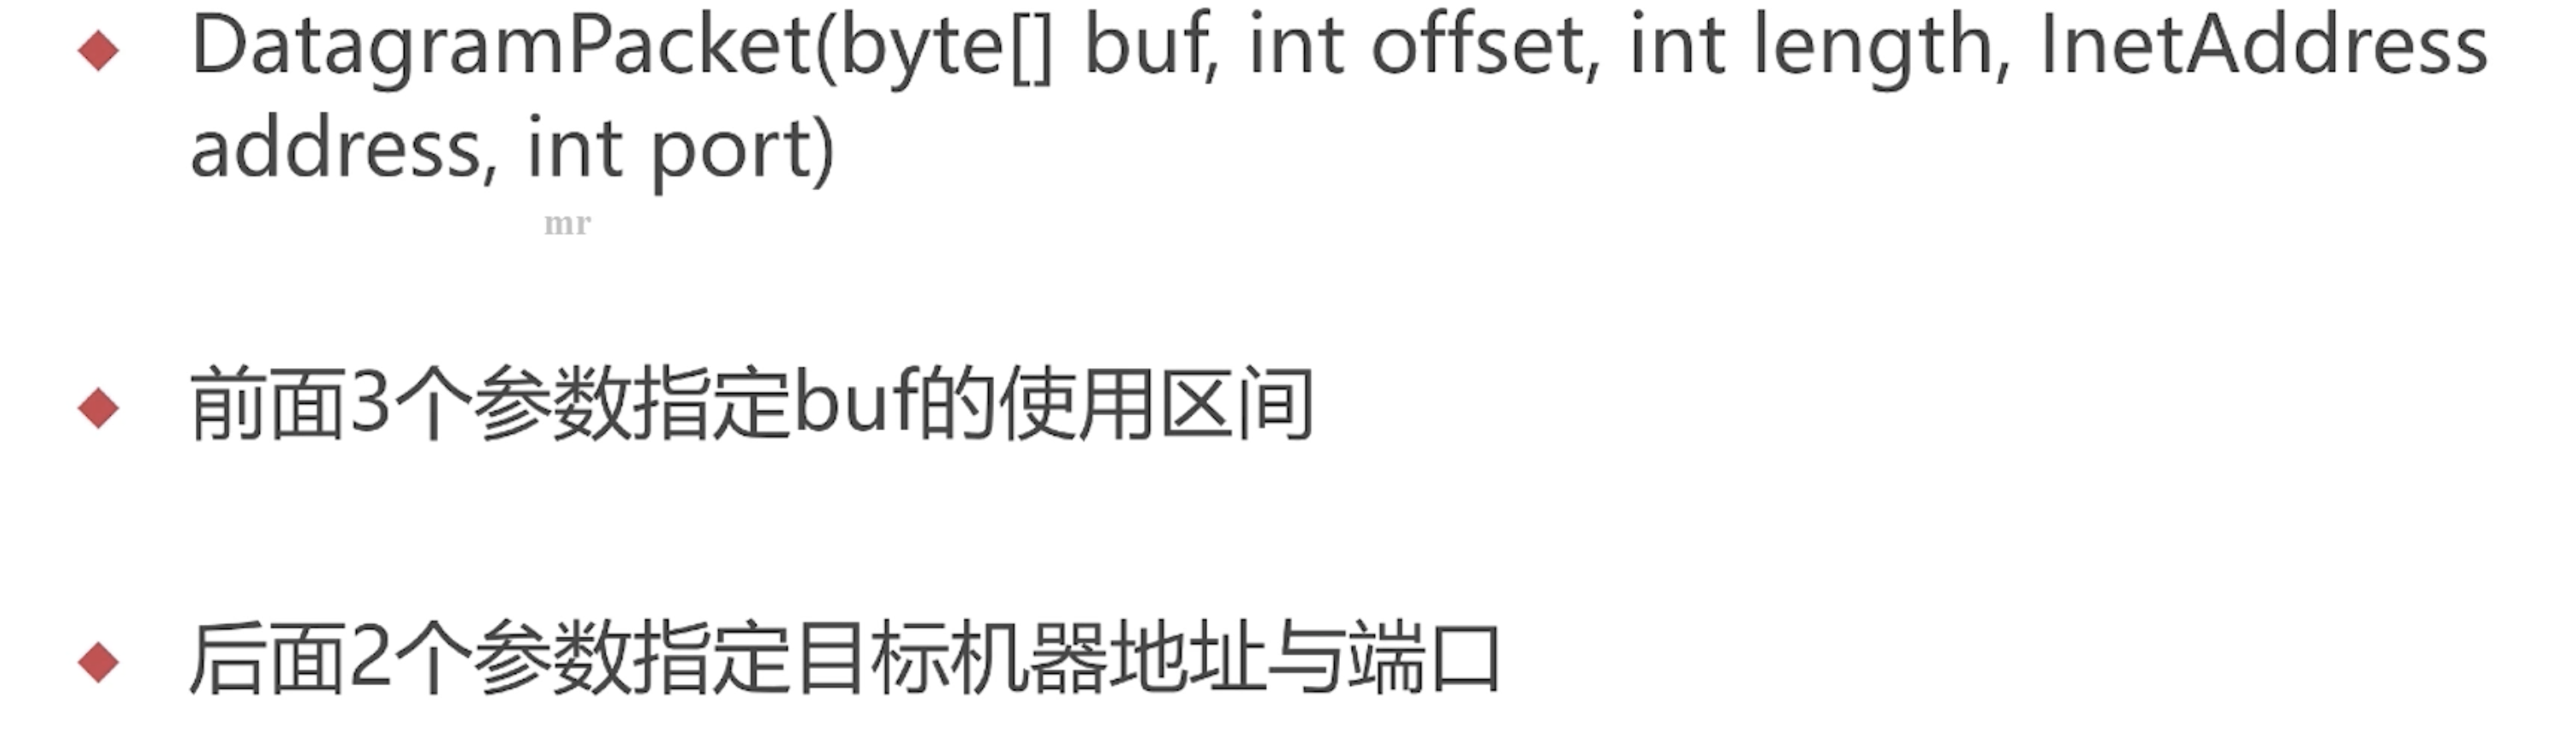 DatagramPacket(byte[] buf, int offset, int length, InetAddress
address, int port)
mr
前面3个参数指定buf的使用区间
后面2个参数指定目标机器地址与端口